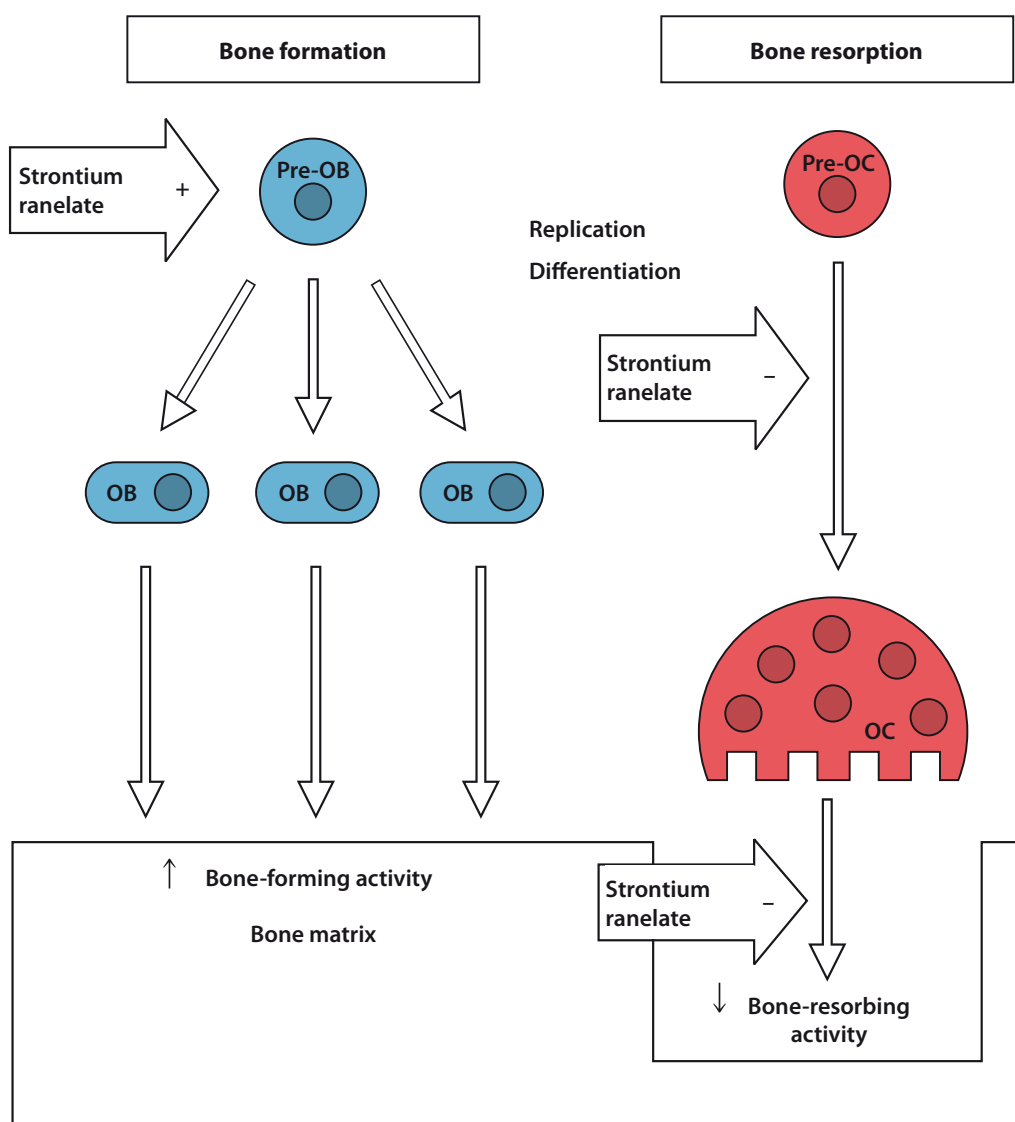 Bone formation
Bone resorption
Strontium
ranelate
+
Pre-OB
Pre-OC
Replication
Differentiation
Strontium
ranelate
–
OB
OB
OB
OC
↑ Bone-forming activity
Bone matrix
Strontium
ranelate
–
↓ Bone-resorbing
activity